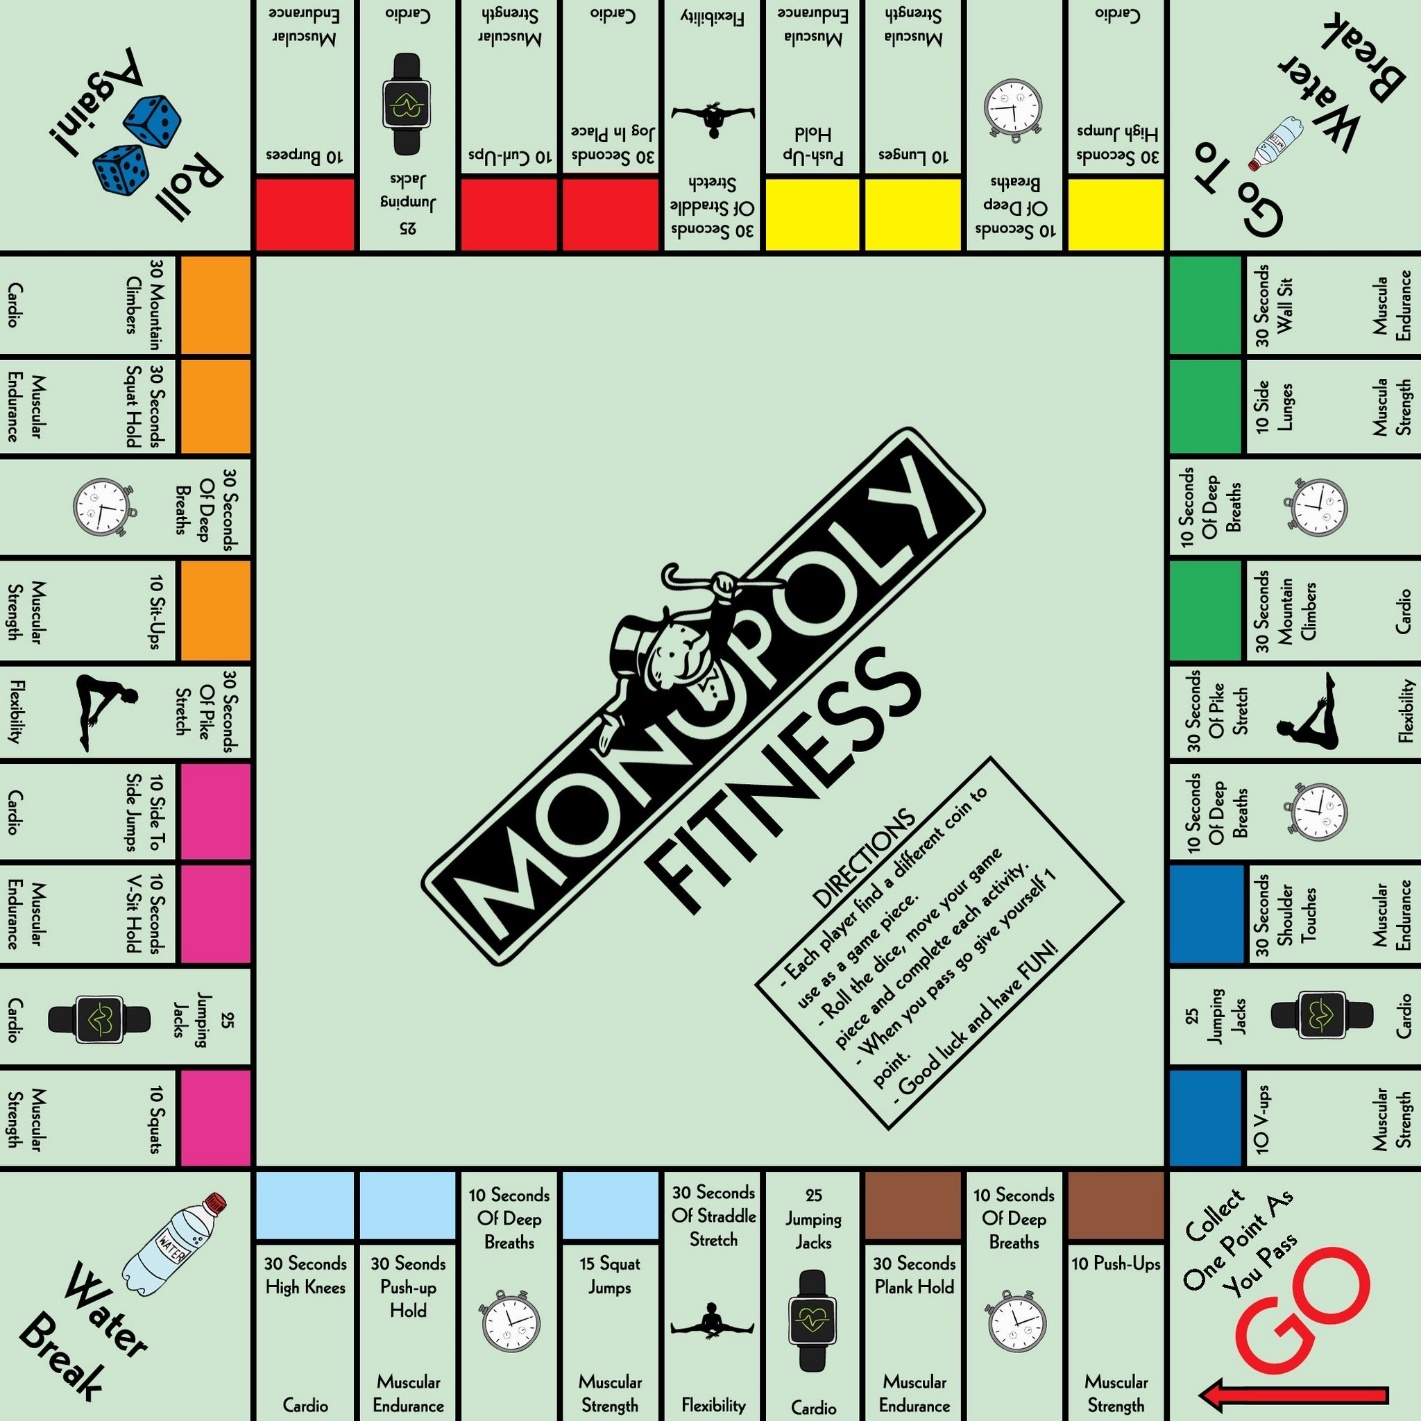 Roll
Again!
Muscular
Endurance
10 Burpees
Cardio
25
Jumping
Jacks
Muscular
Strength
10 Curl-Ups
Cardio
30 Seconds
Jog In Place
Flexibility
30 Seconds
Of Straddle
Stretch
Muscula
Endurance
Push-Up
Hold
Muscula
Strength
10 Lunges
10 Seconds
Of Deep
Breaths
Cardio
30 Seconds
High Jumps
Go To
Water
Break
30 Mountain
Climbers
Cardio
30 Seconds
Squat Hold
Muscular
Endurance
30 Seconds
Of Deep
Breaths
10 Sit-Ups
Muscular
Strength
30 Seconds
Of Pike
Stretch
Flexibility
10 Side To
Side Jumps
Cardio
10 Seconds
V-Sit Hold
Muscular
Endurance
25
Jumping
Jacks
Cardio
10 Squats
Muscular
Strength
MONOPOLY
FITNESS
DIRECTIONS
- Each player find a different coin to
use as a game piece.
- Roll the dice, move your game
piece and complete each activity.
- When you pass go give yourself 1
point.
- Good luck and have FUN!
30 Seconds
Wall Sit
Muscula
Endurance
10 Side
Lunges
Muscula
Strength
10 Seconds
Of Deep
Breaths
30 Seconds
Mountain
Climbers
Cardio
30 Seconds
Of Pike
Stretch
Flexibility
10 Seconds
Of Deep
Breaths
30 Seconds
Shoulder
Touches
Muscular
Endurance
25
Jumping
Jacks
Cardio
10 V-ups
Muscular
Strength
WATER
Water
Break
30 Seconds
High Knees
Cardio
30 Seonds
Push-up
Hold
Muscular
Endurance
10 Seconds
Of Deep
Breaths
15 Squat
Jumps
Muscular
Strength
30 Seconds
Of Straddle
Stretch
Flexibility
25
Jumping
Jacks
Cardio
30 Seconds
Plank Hold
Muscular
Endurance
10 Seconds
Of Deep
Breaths
10 Push-Ups
Muscular
Strength
Collect
One Point As
You Pass
GO